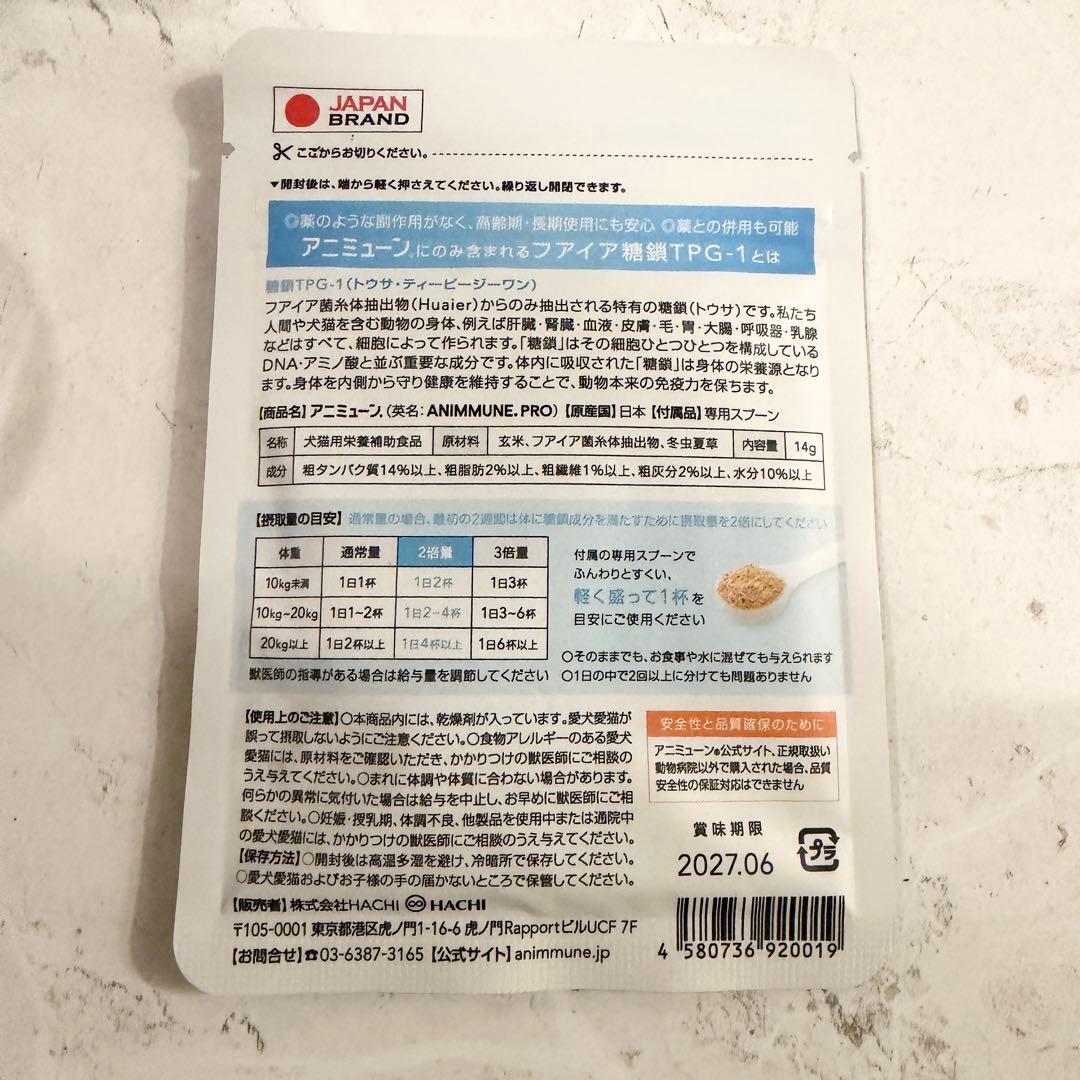 JAPAN
BRAND
ここからお切りください。
▼開封後は、端から軽く押さえてください。繰り返し開閉できます。
◎薬のような副作用がなく、高齢期・長期使用にも安心 ◎薬との併用も可能
アニミューン®にのみ含まれるフアイア糖鎖TPG-1とは
糖鎖TPG-1(トウサ・ティーピージーワン)
フアイア菌糸体抽出物(Huaier)からのみ抽出される特有の糖鎖(トウサ)です。私たち
人間や犬猫を含む動物の身体、例えば肝臓・腎臓・血液・皮膚・毛・胃・大腸・呼吸器・乳腺
などはすべて、細胞によって作られます。「糖鎖」はその細胞ひとつひとつを構成している
DNA・アミノ酸と並ぶ重要な成分です。体内に吸収された「糖鎖」は身体の栄養源となり
ます。身体を内側から守り健康を維持することで、動物本来の免疫力を保ちます。
【商品名】アニミューン®(英名:ANIMMUNE® PRO)【原産国】日本【付属品】専用スプーン
名称 犬猫用栄養補助食品 原材料 玄米、フアイア菌糸体抽出物、冬虫夏草 内容量 14g
成分 粗タンパク質14%以上、粗脂肪2%以上、粗繊維1%以上、粗灰分2%以上、水分10%以上
【摂取量の目安】通常量の場合、最初の2週間は体に糖鎖成分を満たすために摂取量を2倍にしてください
体重 通常量 2倍量 3倍量
10kg未満 1日1杯 1日2杯 1日3杯
10kg~20kg 1日1~2杯 1日2~4杯 1日3~6杯
20kg以上 1日2杯以上 1日4杯以上 1日6杯以上
獣医師の指導がある場合は給与量を調節してください
付属の専用スプーンで
ふんわりとすくい、
軽く盛って1杯を
目安にご使用ください
○そのままでも、お食事や水に混ぜても与えられます
○1日の中で2回以上に分けても問題ありません
【使用上のご注意】○本商品内には、乾燥剤が入っています。愛犬愛猫が
誤って摂取しないようにご注意ください。○食物アレルギーのある愛犬
愛猫には、原材料をご確認いただき、かかりつけの獣医師にご相談の
うえ与えてください。○まれに体調や体質に合わない場合があります。
何らかの異常に気付いた場合は給与を中止し、お早めに獣医師にご相
談ください。○妊娠・授乳期、体調不良、他製品を使用中または通院中
の愛犬愛猫には、かかりつけの獣医師にご相談のうえ与えてください。
【保存方法】○開封後は高温多湿を避け、冷暗所で保存してください。
○愛犬愛猫およびお子様の手の届かないところで保管してください。
安全性と品質確保のために
アニミューン®公式サイト、正規取扱い
動物病院以外で購入された場合、品質
安全性の保証対応はできません
賞味期限
2027.06
プラ
【販売者】株式会社HACHI HACHI
〒105-0001 東京都港区虎ノ門1-16-6 虎ノ門RapportビルUCF 7F
【お問合せ】☎03-6387-3165【公式サイト】animmune.jp
4 580736 920019